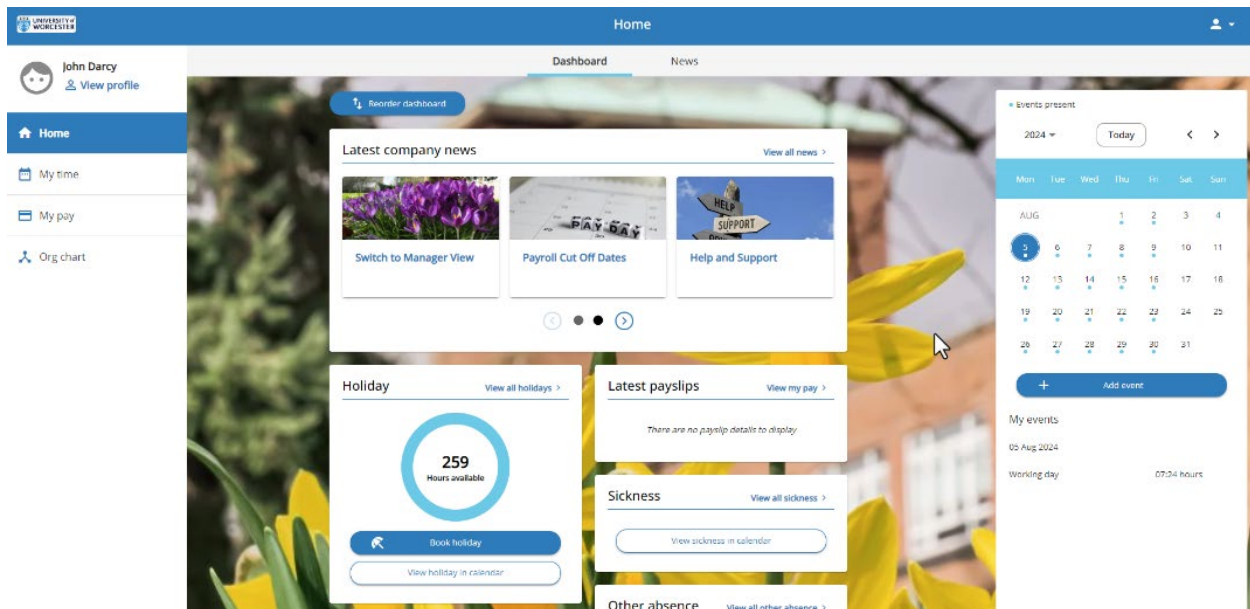 UNIVERSITY of
WORCESTER
Home
John Darcy
View profile
Home
My time
My pay
Org chart
Dashboard
News
Reorder dashboard
Latest company news
View all news >
PAY DAY
HELP
SUPPORT
Switch to Manager View
Payroll Cut Off Dates
Help and Support
Holiday
View all holidays >
259
Hours available
Book holiday
View holiday in calendar
Latest payslips
View my pay >
There are no payslip details to display
Sickness
View all sickness >
View sickness in calendar
Other absence
View all other absence >
Events present
2024
Today
< >
Mon Tue Wed Thu Fri Sat Sun
AUG 1 2 3 4
5 6 7 8 9 10 11
12 13 14 15 16 17 18
19 20 21 22 23 24 25
26 27 28 29 30 31
+ Add event
My events
05 Aug 2024
Working day 07:24 hours